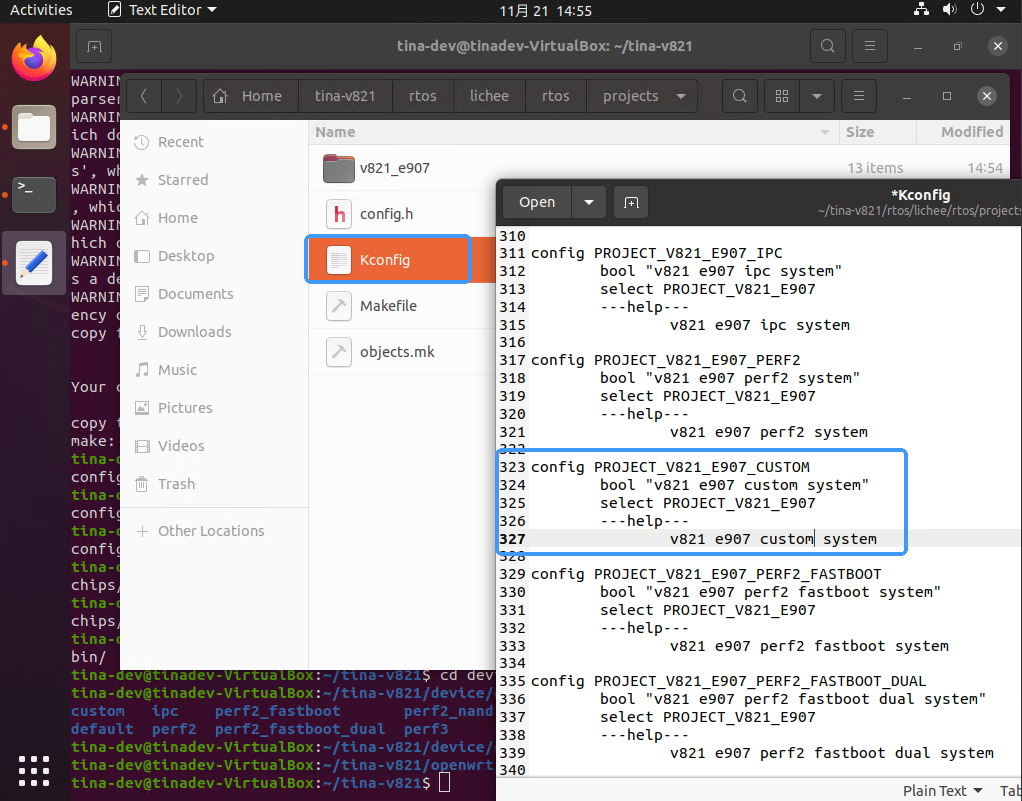 Activities
Text Editor
11月 21 14:55
tina-dev@tinadev-VirtualBox: ~/tina-v821
WARNIN
parser
WARNIN
ich do
WARNIN
s', wh
WARNIN
, whic
WARNIN
hich d
WARNIN
s a de
WARNIN
ency o
copy f
Your c
copy t
make:
tina-d
config
tina-d
config
tina-d
config
tina-d
chips/
tina-d
chips/
tina-d
bin/
Home
tina-v821
rtos
lichee
rtos
projects
Recent
Starred
Home
Desktop
Documents
Downloads
Music
Pictures
Videos
Trash
Other Locations
Name
Size
Modified
v821_e907
13 items
14:54
config.h
Kconfig
Makefile
objects.mk
Open
*Kconfig
~/tina-v821/rtos/lichee/rtos/projects
310
311 config PROJECT_V821_E907_IPC
312 bool "v821 e907 ipc system"
313 select PROJECT_V821_E907
314 ---help---
315 v821 e907 ipc system
316
317 config PROJECT_V821_E907_PERF2
318 bool "v821 e907 perf2 system"
319 select PROJECT_V821_E907
320 ---help---
321 v821 e907 perf2 system
322
323 config PROJECT_V821_E907_CUSTOM
324 bool "v821 e907 custom system"
325 select PROJECT_V821_E907
326 ---help---
327 v821 e907 custom system
328
329 config PROJECT_V821_E907_PERF2_FASTBOOT
330 bool "v821 e907 perf2 fastboot system"
331 select PROJECT_V821_E907
332 ---help---
333 v821 e907 perf2 fastboot system
334
335 config PROJECT_V821_E907_PERF2_FASTBOOT_DUAL
336 bool "v821 e907 perf2 fastboot dual system"
337 select PROJECT_V821_E907
338 ---help---
339 v821 e907 perf2 fastboot dual system
340
Plain Text
Tab
tina-dev@tinadev-VirtualBox:~/tina-v821$ cd dev
tina-dev@tinadev-VirtualBox:~/tina-v821/device/
custom ipc perf2_fastboot perf2_nand
default perf2 perf2_fastboot_dual perf3
tina-dev@tinadev-VirtualBox:~/tina-v821/device/
tina-dev@tinadev-VirtualBox:~/tina-v821/openwrt
tina-dev@tinadev-VirtualBox:~/tina-v821$